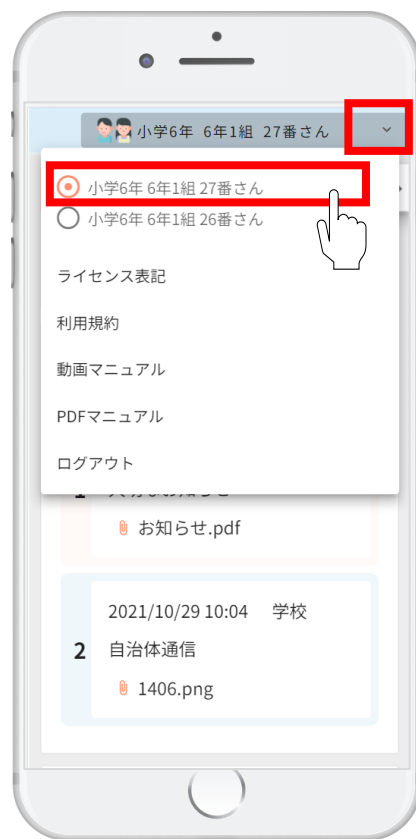 小学6年 6年1組 27番さん
小学6年 6年1組 27番さん
小学6年 6年1組 26番さん
ライセンス表記
利用規約
動画マニュアル
PDFマニュアル
ログアウト
1
お知らせ.pdf
2021/10/29 10:04 学校
2 自治体通信
1406.png